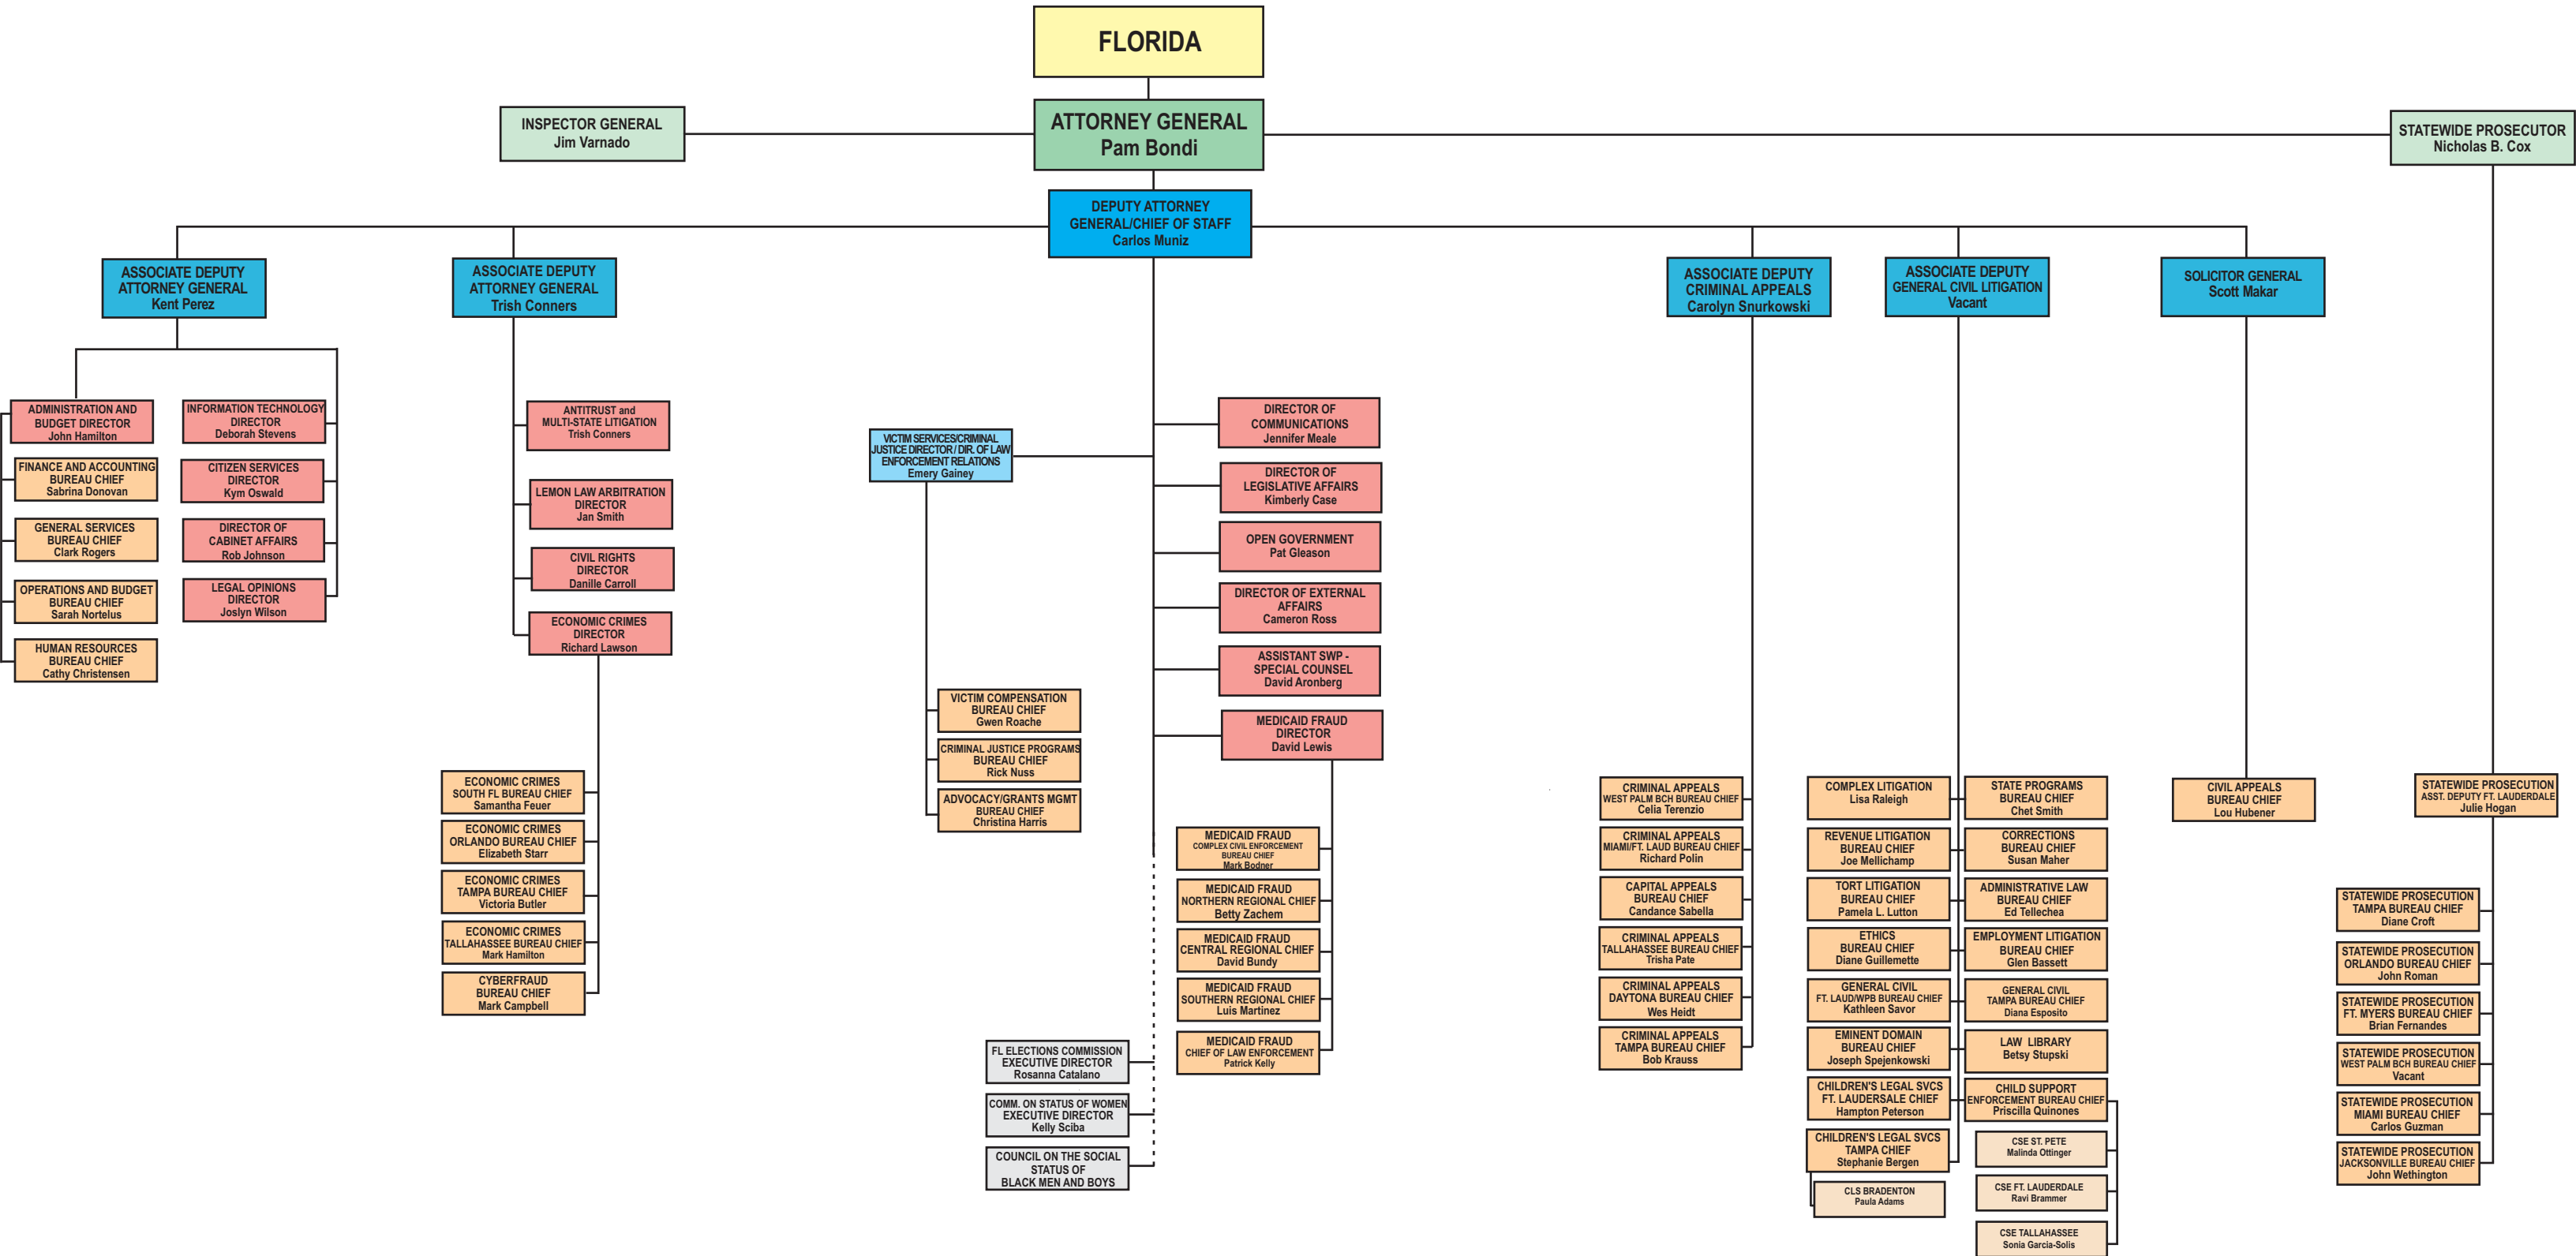 FLORIDA
ATTORNEY GENERAL
Pam Bondi
INSPECTOR GENERAL
Jim Varnado
STATEWIDE PROSECUTOR
Nicholas B. Cox
DEPUTY ATTORNEY
GENERAL/CHIEF OF STAFF
Carlos Muniz
ASSOCIATE DEPUTY
ATTORNEY GENERAL
Kent Perez
ASSOCIATE DEPUTY
ATTORNEY GENERAL
Trish Conners
ASSOCIATE DEPUTY
CRIMINAL APPEALS
Carolyn Snurkowski
ASSOCIATE DEPUTY
GENERAL CIVIL LITIGATION
Vacant
SOLICITOR GENERAL
Scott Makar
ADMINISTRATION AND
BUDGET DIRECTOR
John Hamilton
FINANCE AND ACCOUNTING
BUREAU CHIEF
Sabrina Donovan
GENERAL SERVICES
BUREAU CHIEF
Clark Rogers
OPERATIONS AND BUDGET
BUREAU CHIEF
Sarah Nortelus
HUMAN RESOURCES
BUREAU CHIEF
Cathy Christensen
INFORMATION TECHNOLOGY
DIRECTOR
Deborah Stevens
CITIZEN SERVICES
DIRECTOR
Kym Oswald
DIRECTOR OF
CABINET AFFAIRS
Rob Johnson
LEGAL OPINIONS
DIRECTOR
Joslyn Wilson
ANTITRUST and
MULTI-STATE LITIGATION
Trish Conners
LEMON LAW ARBITRATION
DIRECTOR
Jan Smith
CIVIL RIGHTS
DIRECTOR
Danille Carroll
ECONOMIC CRIMES
DIRECTOR
Richard Lawson
ECONOMIC CRIMES
SOUTH FL BUREAU CHIEF
Samantha Feuer
ECONOMIC CRIMES
ORLANDO BUREAU CHIEF
Elizabeth Starr
ECONOMIC CRIMES
TAMPA BUREAU CHIEF
Victoria Butler
ECONOMIC CRIMES
TALLAHASSEE BUREAU CHIEF
Mark Hamilton
CYBERFRAUD
BUREAU CHIEF
Mark Campbell
VICTIM SERVICES/CRIMINAL
JUSTICE DIRECTOR / DIR. OF LAW
ENFORCEMENT RELATIONS
Emery Gainey
VICTIM COMPENSATION
BUREAU CHIEF
Gwen Roache
CRIMINAL JUSTICE PROGRAMS
BUREAU CHIEF
Rick Nuss
ADVOCACY/GRANTS MGMT
BUREAU CHIEF
Christina Harris
FL ELECTIONS COMMISSION
EXECUTIVE DIRECTOR
Rosanna Catalano
COMM. ON STATUS OF WOMEN
EXECUTIVE DIRECTOR
Kelly Sciba
COUNCIL ON THE SOCIAL
STATUS OF
BLACK MEN AND BOYS
DIRECTOR OF
COMMUNICATIONS
Jennifer Meale
DIRECTOR OF
LEGISLATIVE AFFAIRS
Kimberly Case
OPEN GOVERNMENT
Pat Gleason
DIRECTOR OF EXTERNAL
AFFAIRS
Cameron Ross
ASSISTANT SWP -
SPECIAL COUNSEL
David Aronberg
MEDICAID FRAUD
DIRECTOR
David Lewis
MEDICAID FRAUD
COMPLEX CIVIL ENFORCEMENT
BUREAU CHIEF
Mark Bodner
MEDICAID FRAUD
NORTHERN REGIONAL CHIEF
Betty Zachem
MEDICAID FRAUD
CENTRAL REGIONAL CHIEF
David Bundy
MEDICAID FRAUD
SOUTHERN REGIONAL CHIEF
Luis Martinez
MEDICAID FRAUD
CHIEF OF LAW ENFORCEMENT
Patrick Kelly
CRIMINAL APPEALS
WEST PALM BCH BUREAU CHIEF
Celia Terenzio
CRIMINAL APPEALS
MIAMI/FT. LAUD BUREAU CHIEF
Richard Polin
CAPITAL APPEALS
BUREAU CHIEF
Candance Sabella
CRIMINAL APPEALS
TALLAHASSEE BUREAU CHIEF
Trisha Pate
CRIMINAL APPEALS
DAYTONA BUREAU CHIEF
Wes Heidt
CRIMINAL APPEALS
TAMPA BUREAU CHIEF
Bob Krauss
COMPLEX LITIGATION
Lisa Raleigh
REVENUE LITIGATION
BUREAU CHIEF
Joe Mellichamp
TORT LITIGATION
BUREAU CHIEF
Pamela L. Lutton
ETHICS
BUREAU CHIEF
Diane Guillemette
GENERAL CIVIL
FT. LAUD/WPB BUREAU CHIEF
Kathleen Savor
EMINENT DOMAIN
BUREAU CHIEF
Joseph Spejenkowski
CHILDREN'S LEGAL SVCS
FT. LAUDERSALE CHIEF
Hampton Peterson
CHILDREN'S LEGAL SVCS
TAMPA CHIEF
Stephanie Bergen
CLS BRADENTON
Paula Adams
STATE PROGRAMS
BUREAU CHIEF
Chet Smith
CORRECTIONS
BUREAU CHIEF
Susan Maher
ADMINISTRATIVE LAW
BUREAU CHIEF
Ed Tellechea
EMPLOYMENT LITIGATION
BUREAU CHIEF
Glen Bassett
GENERAL CIVIL
TAMPA BUREAU CHIEF
Diana Esposito
LAW LIBRARY
Betsy Stupski
CHILD SUPPORT
ENFORCEMENT BUREAU CHIEF
Priscilla Quinones
CSE ST. PETE
Malinda Ottinger
CSE FT. LAUDERDALE
Ravi Brammer
CSE TALLAHASSEE
Sonia Garcia-Solis
CIVIL APPEALS
BUREAU CHIEF
Lou Hubener
STATEWIDE PROSECUTION
ASST. DEPUTY FT. LAUDERDALE
Julie Hogan
STATEWIDE PROSECUTION
TAMPA BUREAU CHIEF
Diane Croft
STATEWIDE PROSECUTION
ORLANDO BUREAU CHIEF
John Roman
STATEWIDE PROSECUTION
FT. MYERS BUREAU CHIEF
Brian Fernandes
STATEWIDE PROSECUTION
WEST PALM BCH BUREAU CHIEF
Vacant
STATEWIDE PROSECUTION
MIAMI BUREAU CHIEF
Carlos Guzman
STATEWIDE PROSECUTION
JACKSONVILLE BUREAU CHIEF
John Wethington